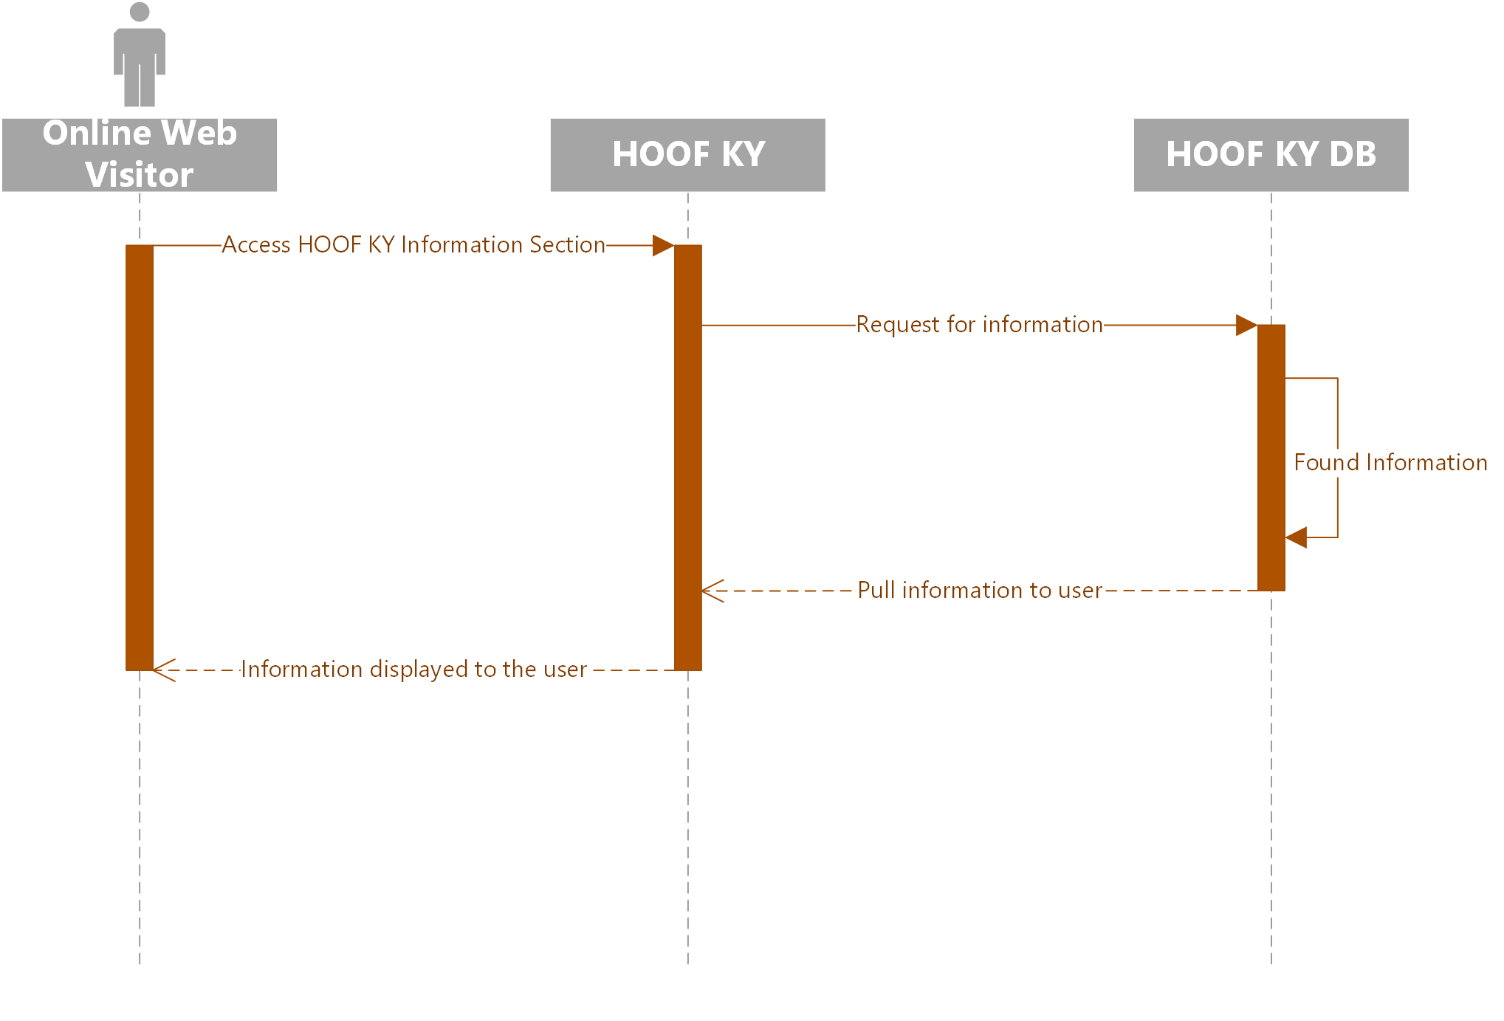 Online Web
Visitor
HOOF KY
HOOF KY DB
Access HOOF KY Information Section
Request for information
Found Information
Pull information to user
Information displayed to the user